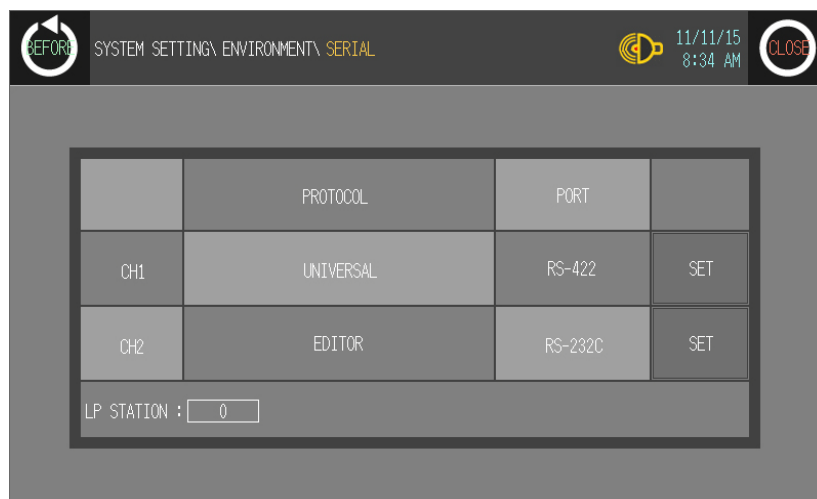 BEFORE
SYSTEM SETTING\ ENVIRONMENT\ SERIAL
11/11/15
8:34 AM
CLOSE
PROTOCOL PORT
CH1 UNIVERSAL RS-422 SET
CH2 EDITOR RS-232C SET
LP STATION : 0